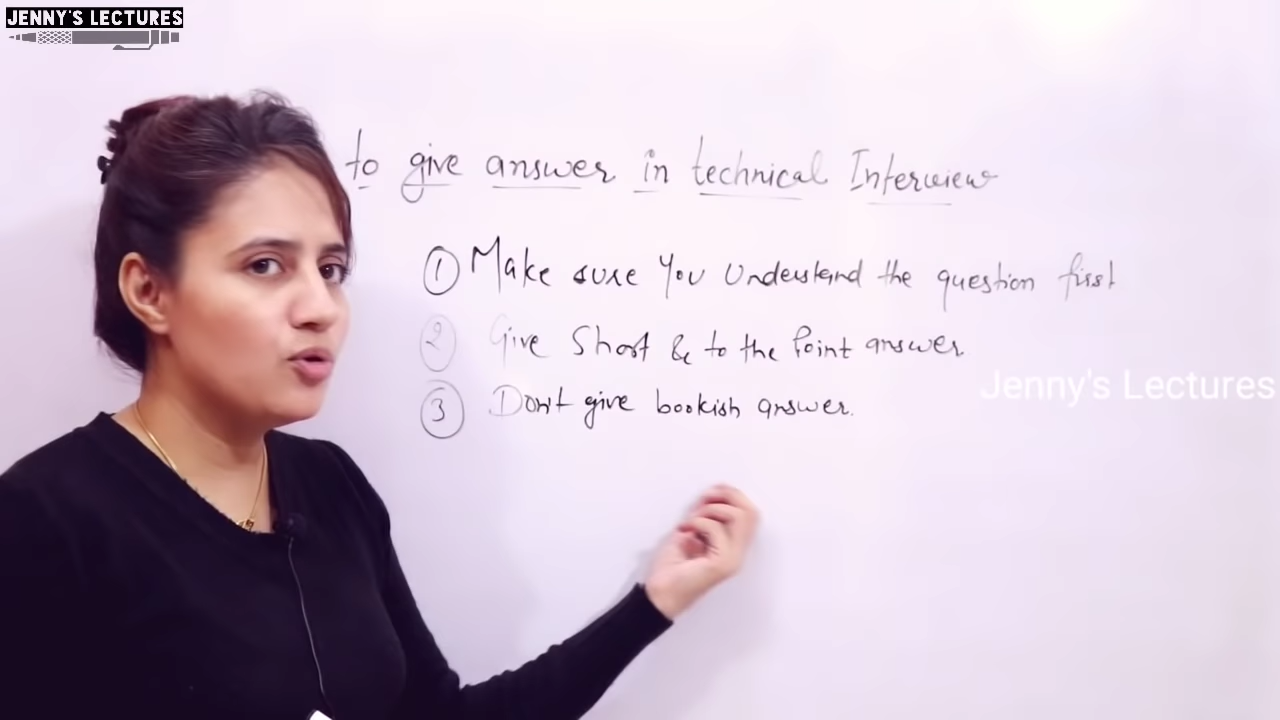 JENNY'S LECTURES
to give answer in technical Interview
① Make sure You Understand the question first
② Give Short & to the Point answer
Jenny's Lectures
③ Don't give bookish answer.